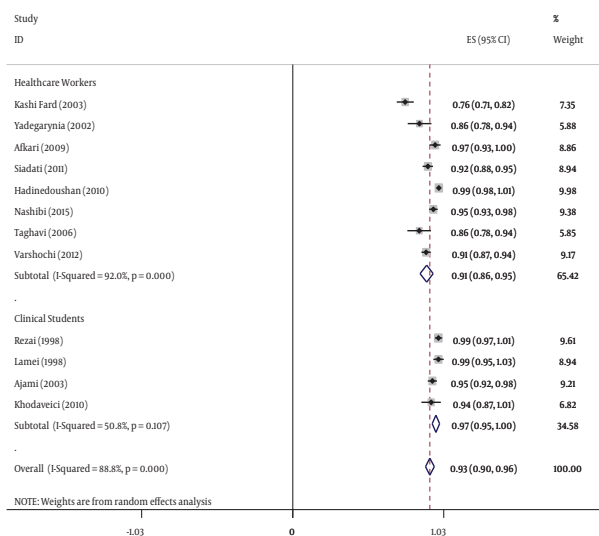 Study %
ID ES (95% CI) Weight
Healthcare Workers
Kashi Fard (2003) 0.76 (0.71, 0.82) 7.35
Yadegarynia (2002) 0.86 (0.78, 0.94) 5.88
Afkari (2009) 0.97 (0.93, 1.00) 8.86
Siadati (2011) 0.92 (0.88, 0.95) 8.94
Hadinedoushan (2010) 0.99 (0.98, 1.01) 9.98
Nashibi (2015) 0.95 (0.93, 0.98) 9.38
Taghavi (2006) 0.86 (0.78, 0.94) 5.85
Varshochi (2012) 0.91 (0.87, 0.94) 9.17
Subtotal (I-Squared = 92.0%, p = 0.000) 0.91 (0.86, 0.95) 65.42
.
Clinical Students
Rezai (1998) 0.99 (0.97, 1.01) 9.61
Lamei (1998) 0.99 (0.95, 1.03) 8.94
Ajami (2003) 0.95 (0.92, 0.98) 9.21
Khodaveici (2010) 0.94 (0.87, 1.01) 6.82
Subtotal (I-Squared = 50.8%, p = 0.107) 0.97 (0.95, 1.00) 34.58
.
Overall (I-Squared = 88.8%, p = 0.000) 0.93 (0.90, 0.96) 100.00
NOTE: Weights are from random effects analysis
-1.03 0 1.03